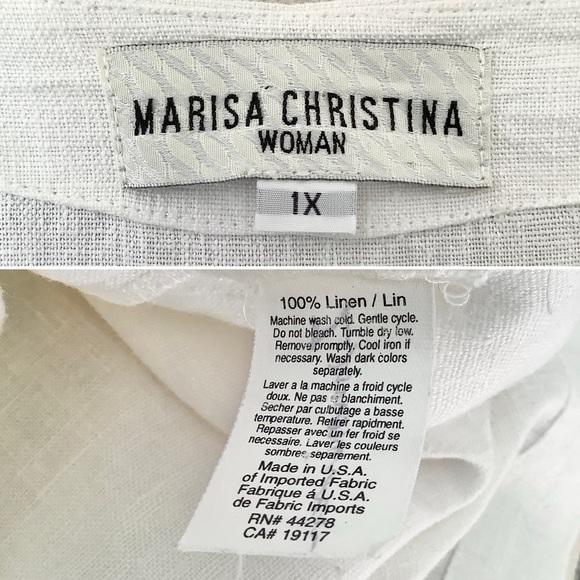 MARISA CHRISTINA
WOMAN
1X
100% Linen / Lin
Machine wash cold. Gentle cycle.
Do not bleach. Tumble dry low.
Remove promptly. Cool iron if
necessary. Wash dark colors
separately.
Laver a la machine a froid cycle
doux. Ne pas blanchiment.
Secher par culbutage a basse
temperature. Retirer rapidment.
Repasser avec un fer froid se
necessaire. Laver les couleurs
sombres separement.
Made in U.S.A.
of Imported Fabric
Fabrique á U.S.A.
de Fabric Imports
RN# 44278
CA# 19117